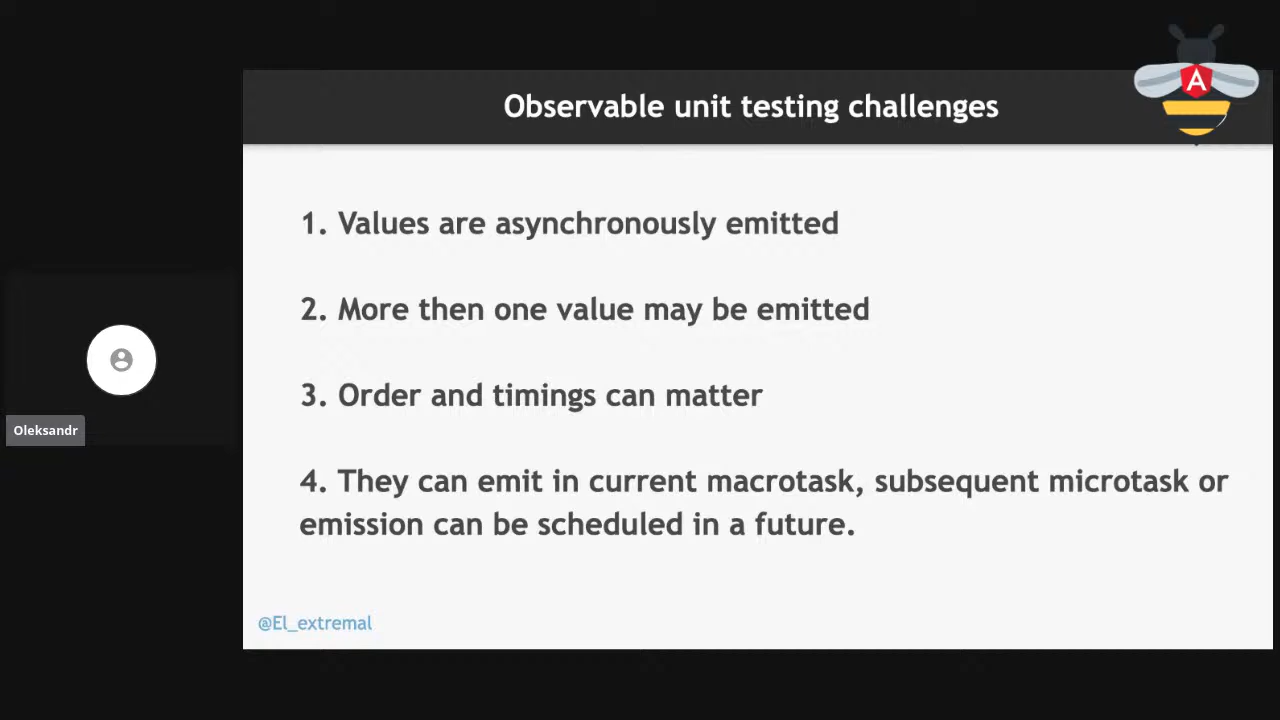 Observable unit testing challenges
A
1. Values are asynchronously emitted
2. More then one value may be emitted
3. Order and timings can matter
4. They can emit in current macrotask, subsequent microtask or
emission can be scheduled in a future.
Oleksandr
@El_extremal